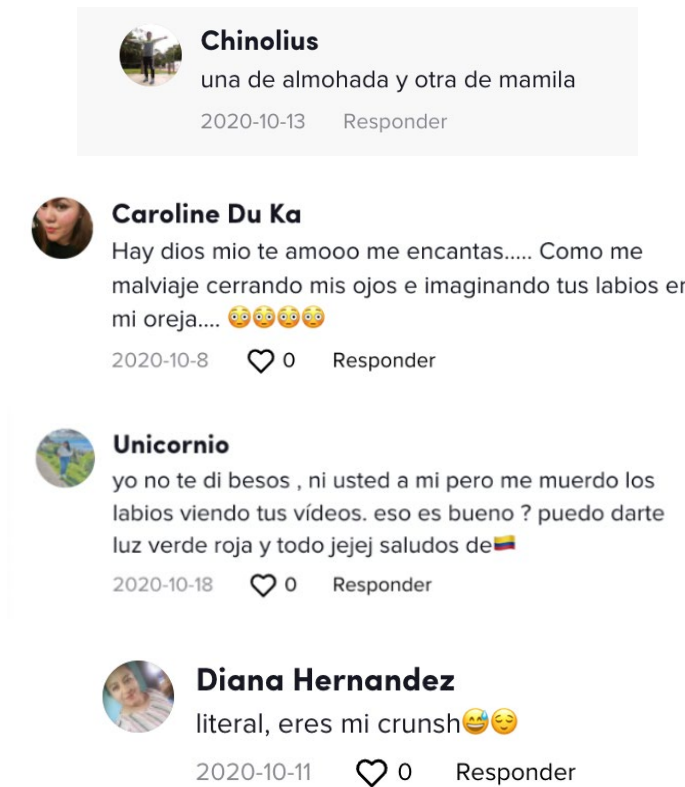 Chinolius
una de almohada y otra de mamila
2020-10-13 Responder
Caroline Du Ka
Hay dios mio te amooo me encantas..... Como me
malviaje cerrando mis ojos e imaginando tus labios en
mi oreja.... 😳😳😳😳
2020-10-8 0 Responder
Unicornio
yo no te di besos , ni usted a mi pero me muerdo los
labios viendo tus vídeos. eso es bueno ? puedo darte
luz verde roja y todo jejej saludos de🇨🇴
2020-10-18 0 Responder
Diana Hernandez
literal, eres mi crunsh😅😌
2020-10-11 0 Responder